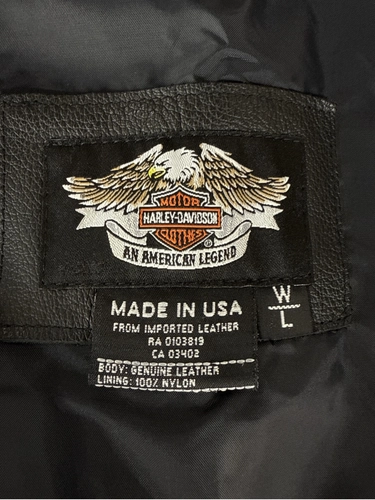 MOTOR
HARLEY-DAVIDSON
CLOTHES
®
AN AMERICAN LEGEND
MADE IN USA
FROM IMPORTED LEATHER
RA 0103819
CA 03402
BODY: GENUINE LEATHER
LINING: 100% NYLON
W
L